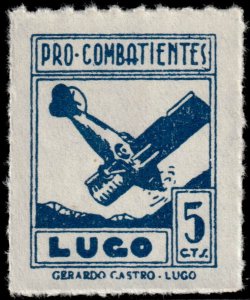 PRO-COMBATIENTES
5
CTS.
LUGO
GERARDO CASTRO - LUGO